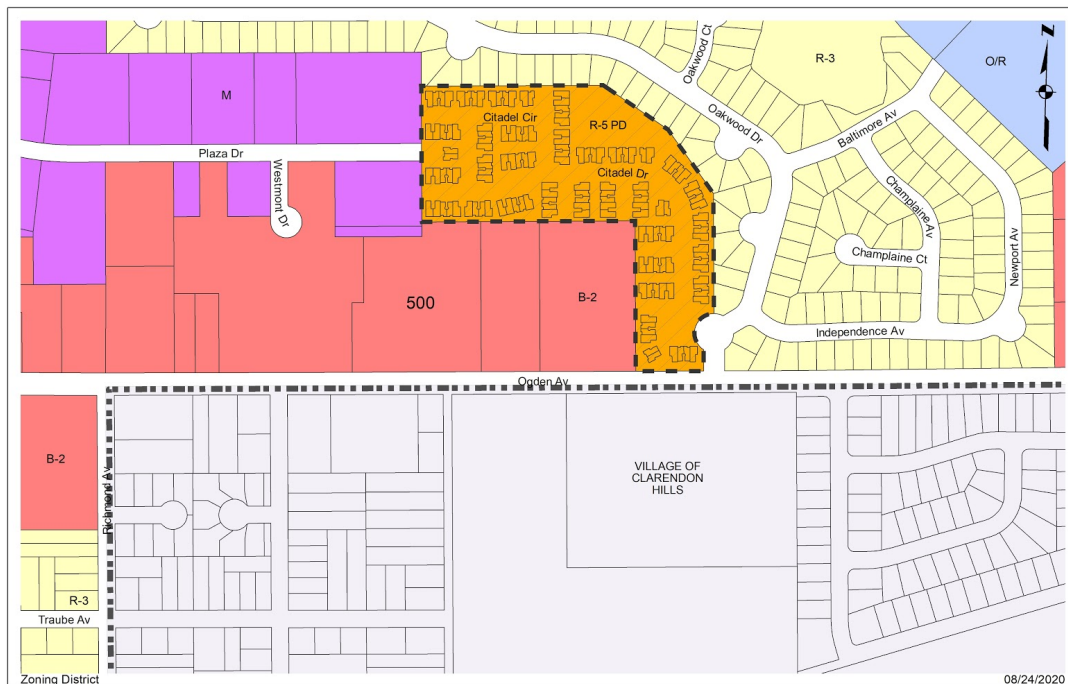 Oakwood Ct
R-3
O/R
Z
M
Citadel Cir
R-5 PD
Oakwood Dr
Baltimore Av
Plaza Dr
Westmont Dr
Citadel Dr
Champlaine Av
Champlaine Ct
Newport Av
500
B-2
Independence Av
Ogden Av
B-2
Richmond Av
VILLAGE OF
CLARENDON
HILLS
R-3
Traube Av
Zoning District
08/24/2020